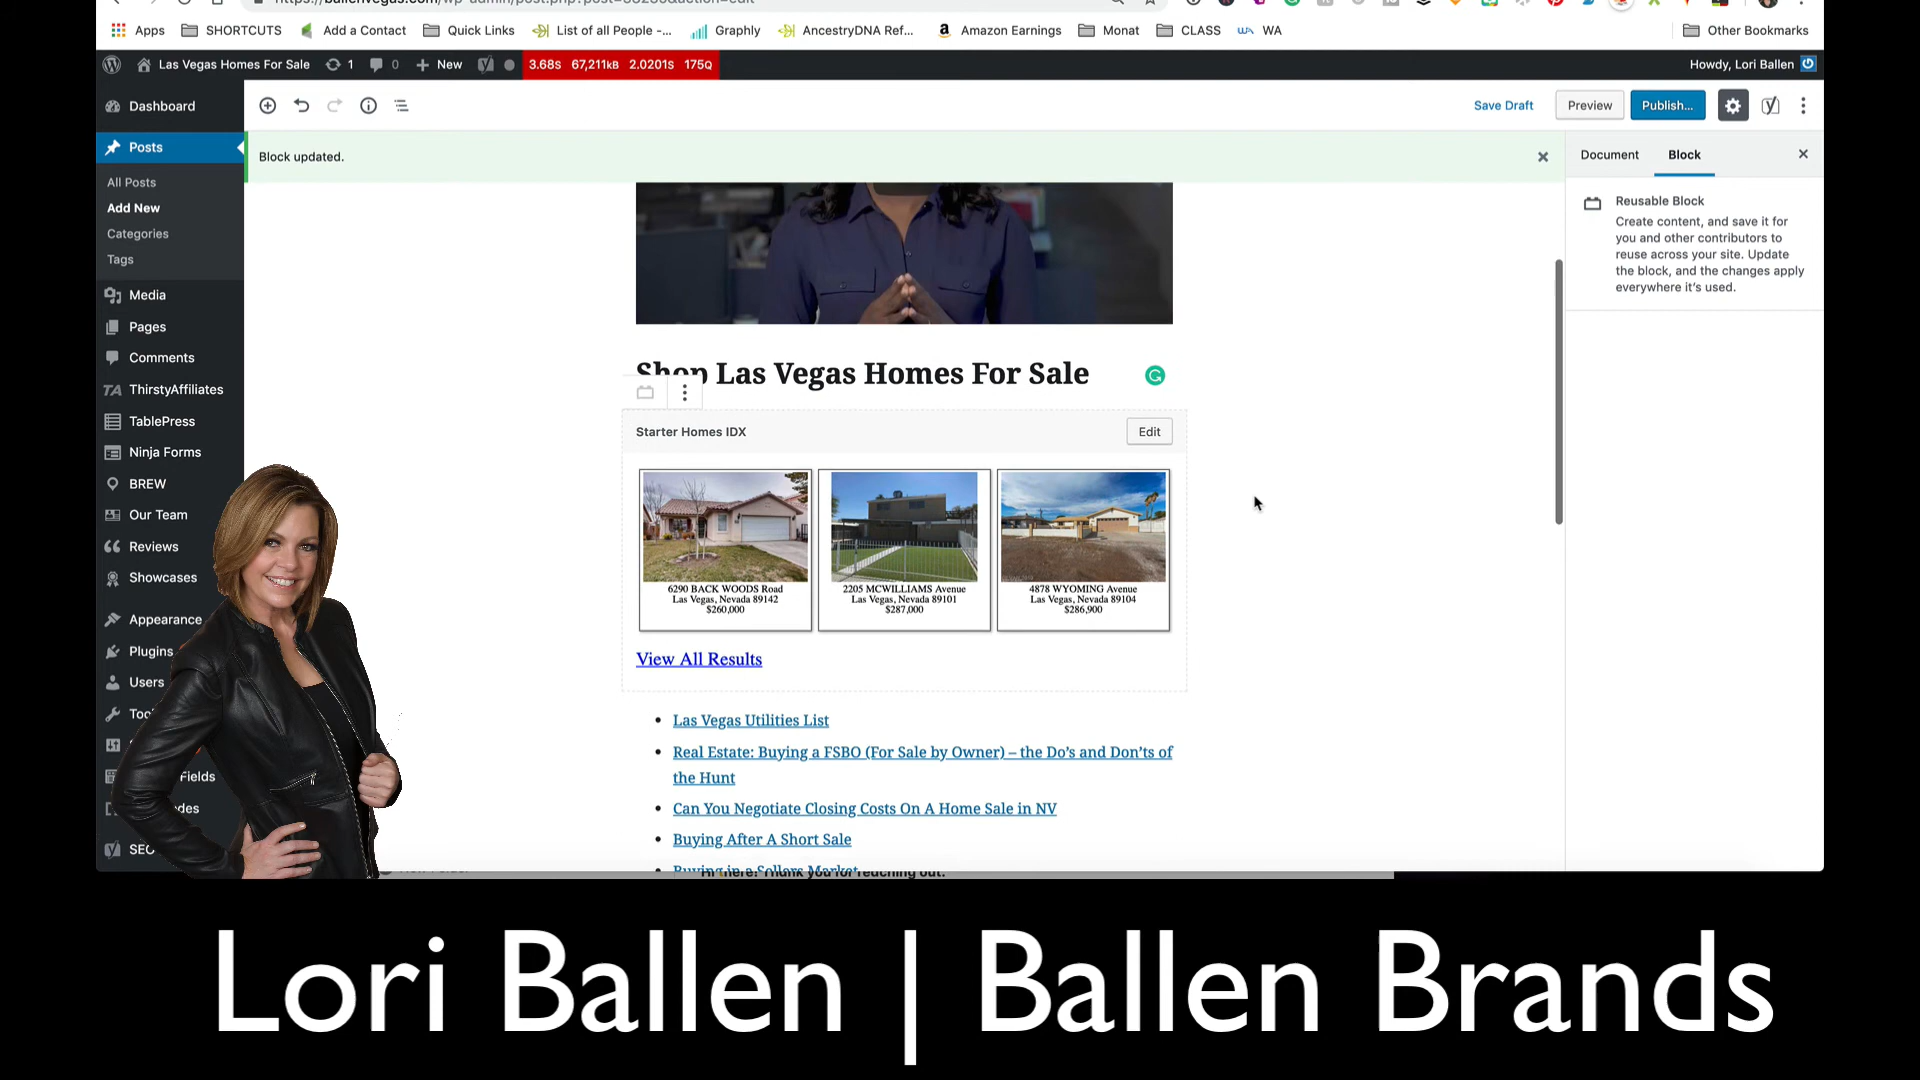 Apps SHORTCUTS Add a Contact Quick Links List of all People -... Graphly AncestryDNA Ref... Amazon Earnings Monat CLASS WA Other Bookmarks
Las Vegas Homes For Sale 1 0 New 3.68S 67,211KB 2.0201S 175Q Howdy, Lori Ballen
Dashboard
Save Draft Preview Publish...
Posts
Block updated.
Document Block
All Posts
Add New
Categories
Tags
Media
Pages
Comments
ThirstyAffiliates
TablePress
Ninja Forms
BREW
Our Team
Reviews
Showcases
Appearance
Plugins
Users
SEO
Reusable Block
Create content, and save it for
you and other contributors to
reuse across your site. Update
the block, and the changes apply
everywhere it's used.
Shop Las Vegas Homes For Sale
Starter Homes IDX Edit
6290 BACK WOODS Road
Las Vegas, Nevada 89142
$260,000
2205 MCWILLIAMS Avenue
Las Vegas, Nevada 89101
$287,000
4878 WYOMING Avenue
Las Vegas, Nevada 89104
$286,900
View All Results
Las Vegas Utilities List
Real Estate: Buying a FSBO (For Sale by Owner) – the Do's and Don'ts of
the Hunt
Can You Negotiate Closing Costs On A Home Sale in NV
Buying After A Short Sale
Buying in a Sellers Market
Lori Ballen | Ballen Brands